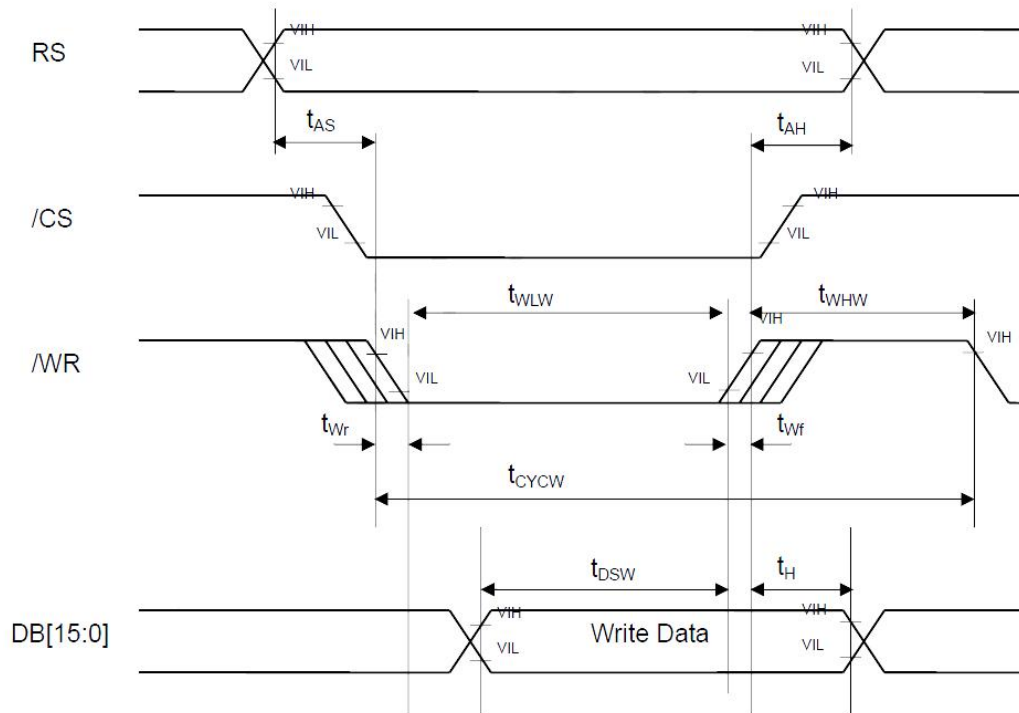 RS
VIH
VIH
VIL
VIL
tAS
tAH
/CS
VIH
VIH
VIL
VIL
tWLW
tWHW
/WR
VIH
VIH
VIH
VIL
VIL
tWr
tWf
tCYCW
tDSW
tH
DB[15:0]
VIH
Write Data
VIH
VIL
VIL